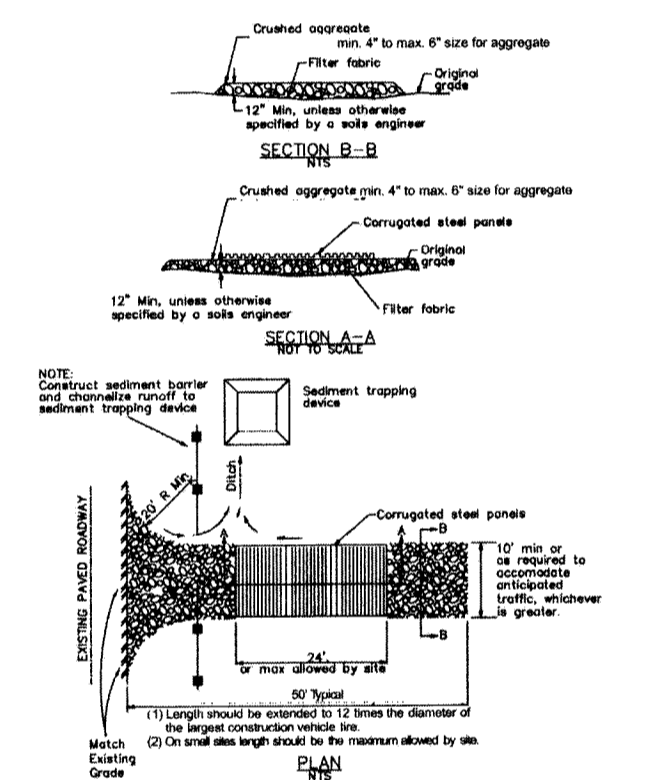 Crushed aggregate
min. 4" to max. 6" size for aggregate
Filter fabric
Original
grade
12" Min, unless otherwise
specified by a soils engineer
SECTION B-B
NTS
Crushed aggregate min. 4" to max. 6" size for aggregate
Corrugated steel panels
Original
grade
12" Min, unless otherwise
specified by a soils engineer
Filter fabric
SECTION A-A
NOT TO SCALE
NOTE:
Construct sediment barrier
and channelize runoff to
sediment trapping device
Sediment trapping
device
Ditch
20' R Min.
EXISTING PAVED ROADWAY
Corrugated steel panels
A
A
B
B
10' min or
as required to
accomodate
anticipated
traffic, whichever
is greater.
24'
or max allowed by site
50' Typical
(1) Length should be extended to 12 times the diameter of
the largest construction vehicle tire.
(2) On small sites length should be the maximum allowed by site.
Match
Existing
Grade
PLAN
NTS